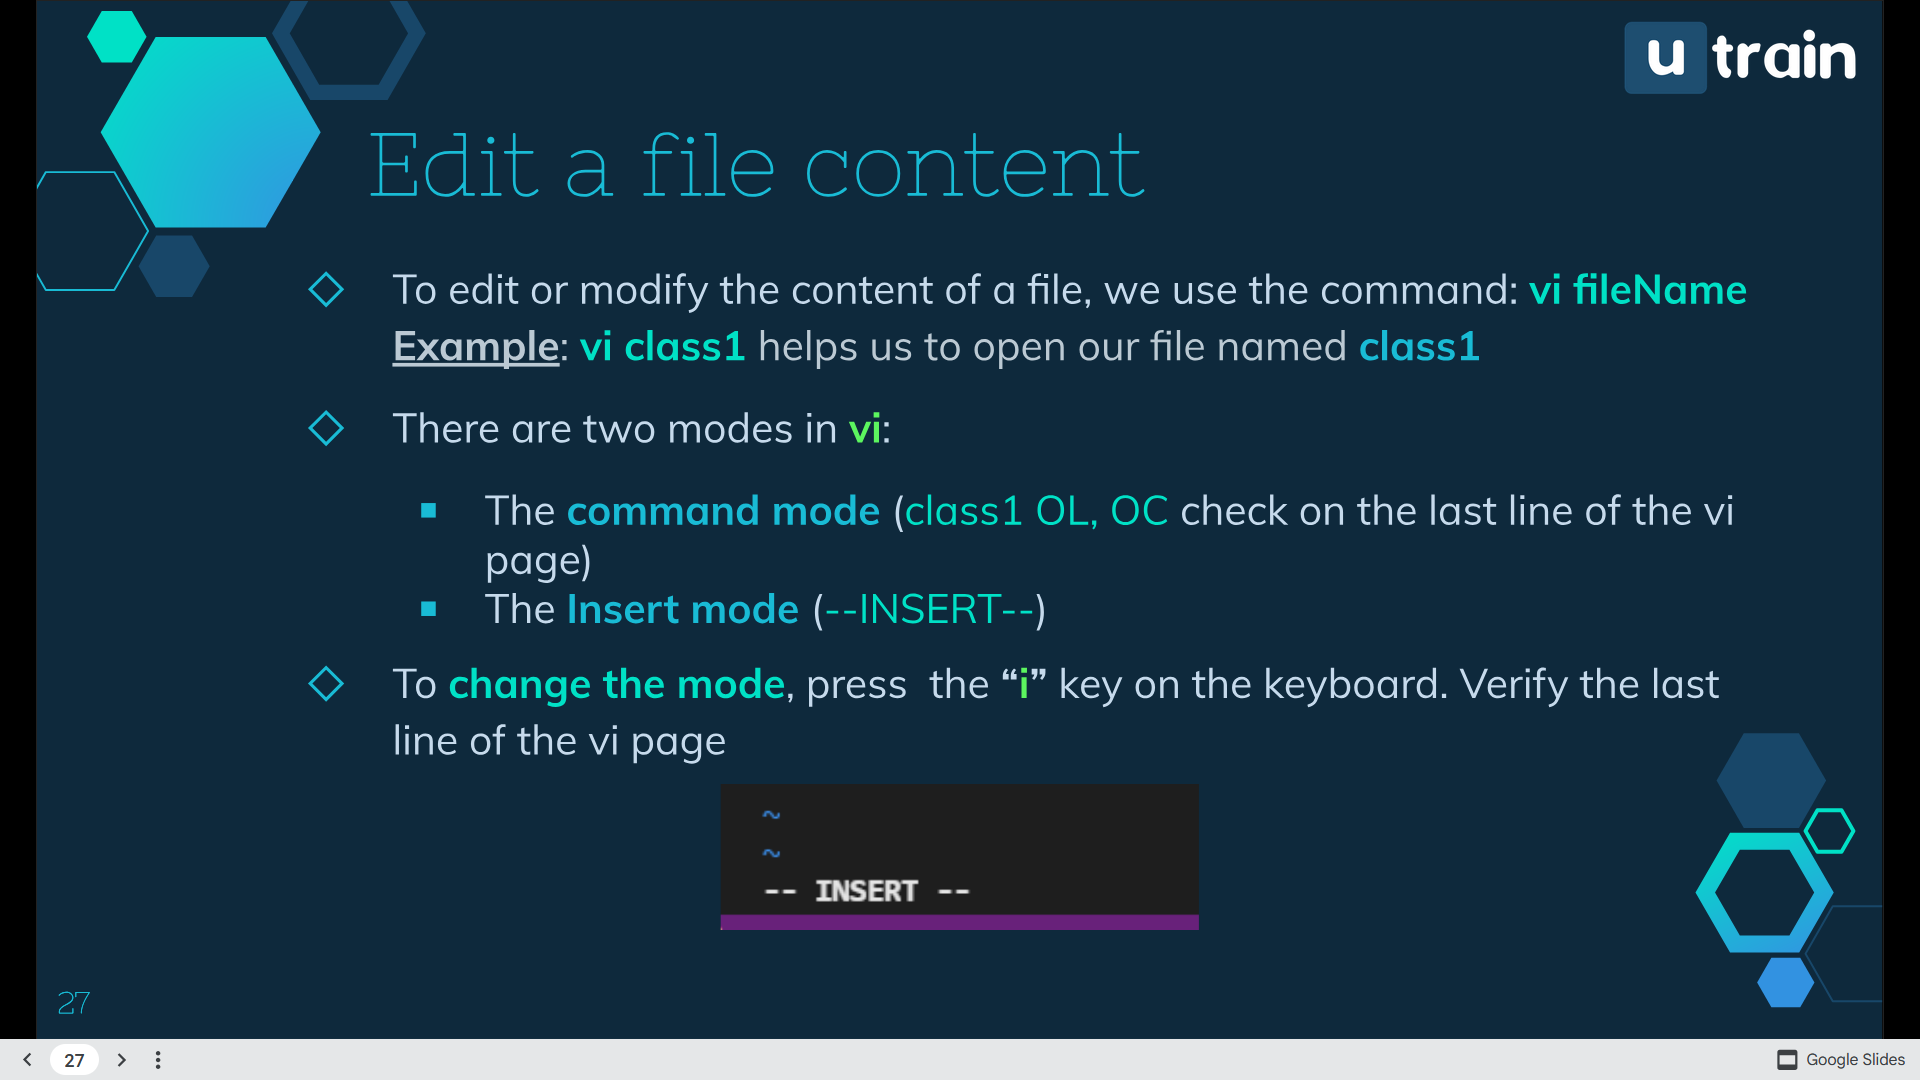 u train
Edit a file content
To edit or modify the content of a file, we use the command: vi fileName
Example: vi class1 helps us to open our file named class1
There are two modes in vi:
The command mode (class1 0L, 0C check on the last line of the vi
page)
The Insert mode (--INSERT--)
To change the mode, press  the “i” key on the keyboard. Verify the last
line of the vi page
~
~
-- INSERT --
27
27
Google Slides